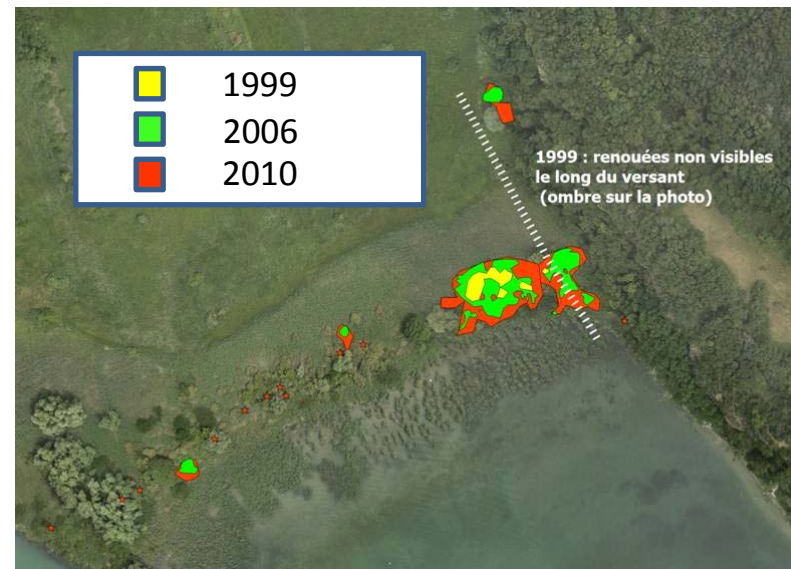 1999
2006
2010
1999 : renouées non visibles
le long du versant
(ombre sur la photo)